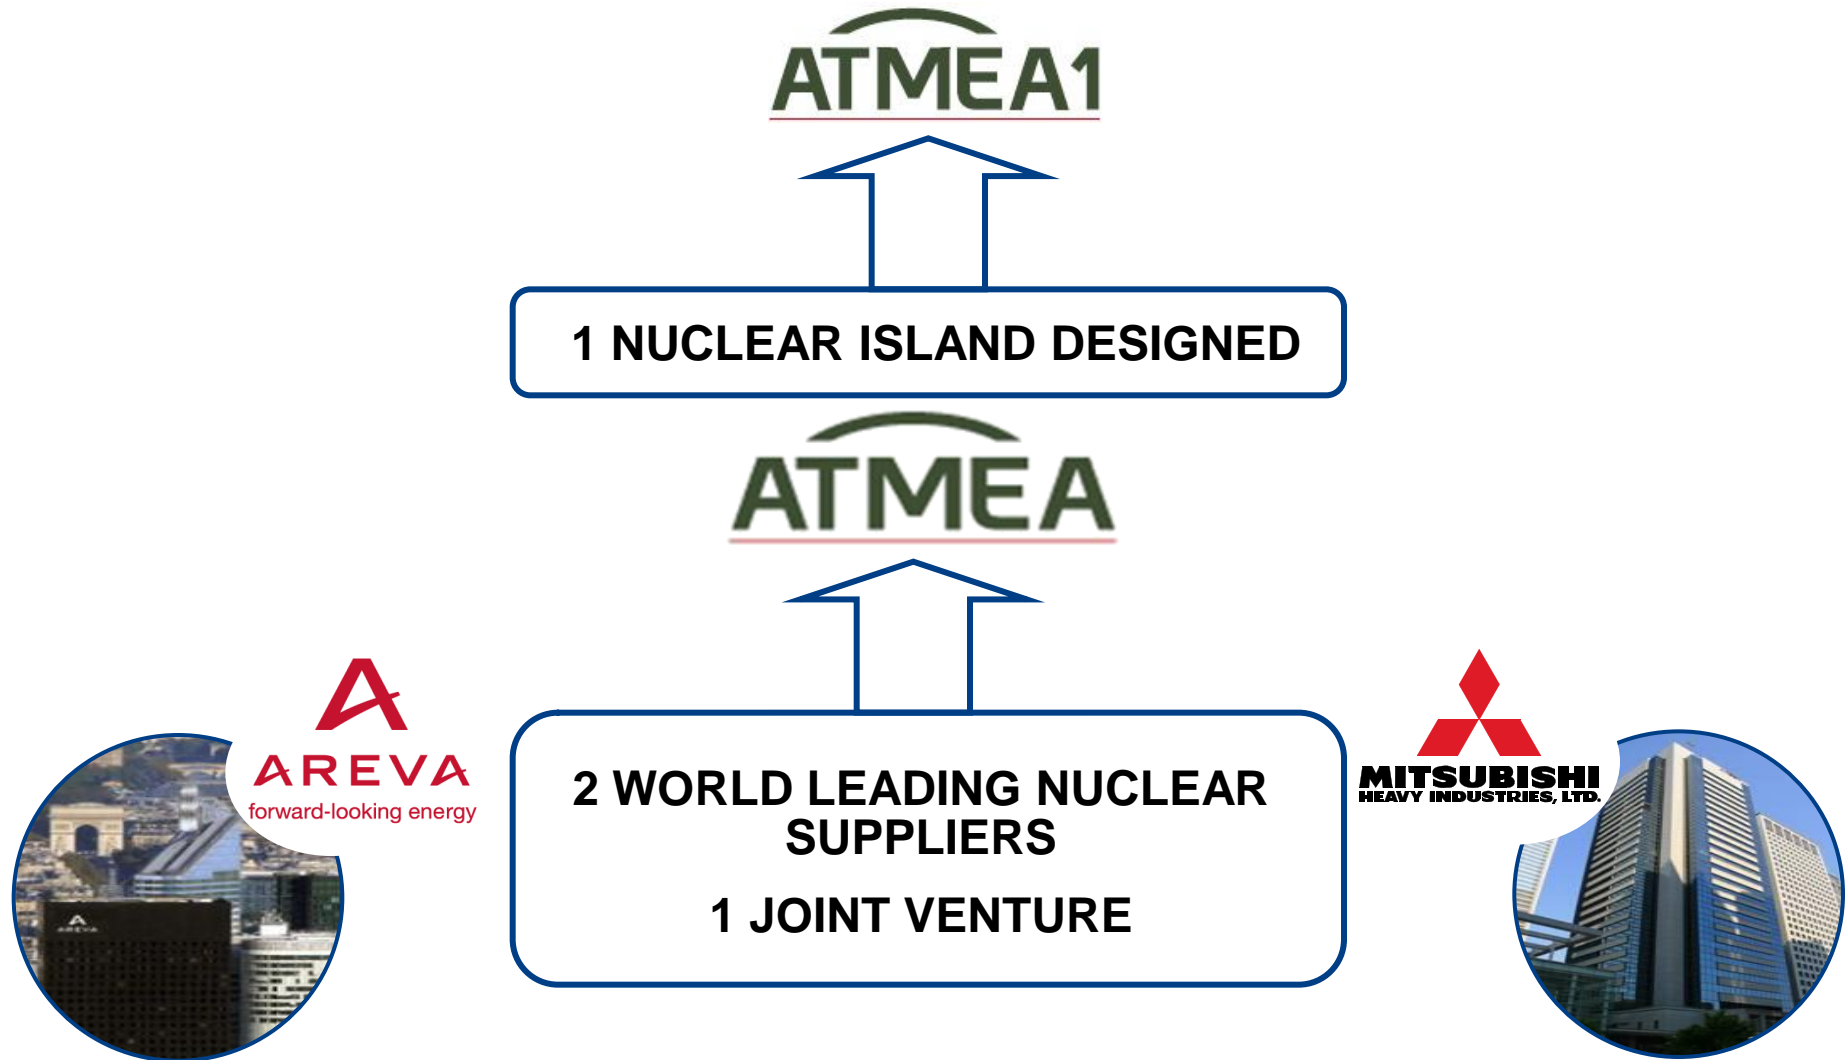 ATMEA1
1 NUCLEAR ISLAND DESIGNED
ATMEA
AREVA
forward-looking energy
MITSUBISHI
HEAVY INDUSTRIES, LTD.
2 WORLD LEADING NUCLEAR
SUPPLIERS
1 JOINT VENTURE
AREVA